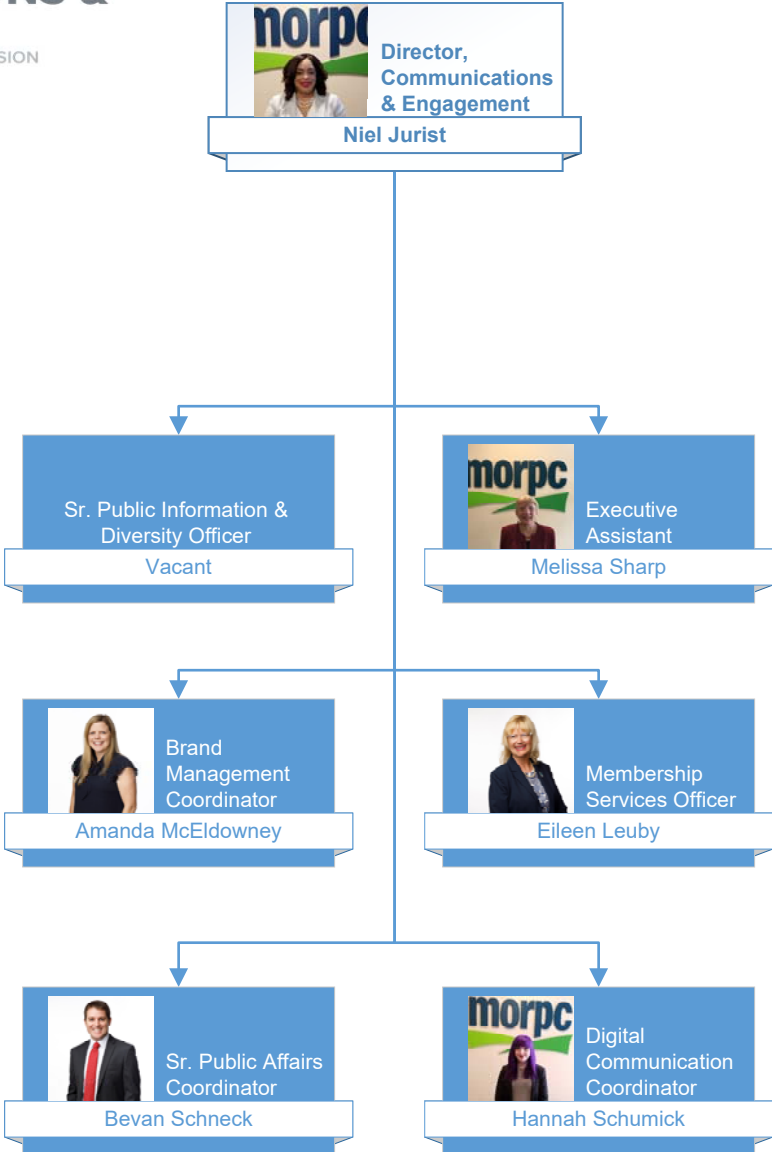 NS &
SION
morpc
Director,
Communications
& Engagement
Niel Jurist
Sr. Public Information &
Diversity Officer
Vacant
morpc
Executive
Assistant
Melissa Sharp
Brand
Management
Coordinator
Amanda McEldowney
Membership
Services Officer
Eileen Leuby
Sr. Public Affairs
Coordinator
Bevan Schneck
morpc
Digital
Communication
Coordinator
Hannah Schumick